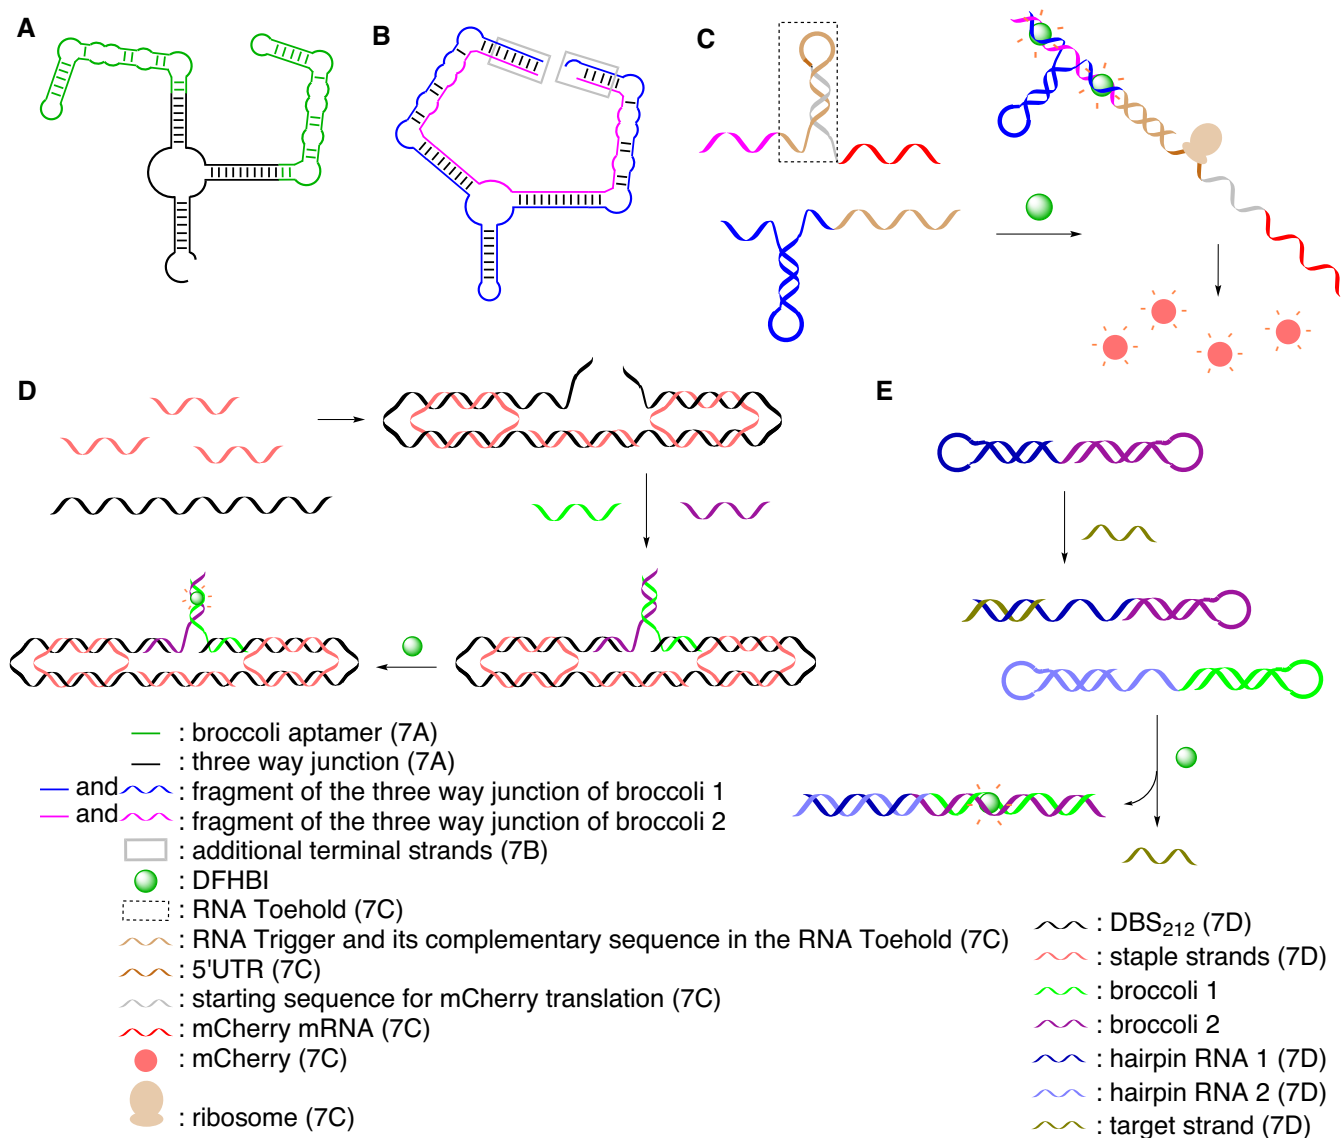 A
B
C
D
E
: broccoli aptamer (7A)
: three way junction (7A)
and : fragment of the three way junction of broccoli 1
and : fragment of the three way junction of broccoli 2
: additional terminal strands (7B)
: DFHBI
: RNA Toehold (7C)
: RNA Trigger and its complementary sequence in the RNA Toehold (7C)
: 5'UTR (7C)
: starting sequence for mCherry translation (7C)
: mCherry mRNA (7C)
: mCherry (7C)
: ribosome (7C)
: DBS212 (7D)
: staple strands (7D)
: broccoli 1
: broccoli 2
: hairpin RNA 1 (7D)
: hairpin RNA 2 (7D)
: target strand (7D)